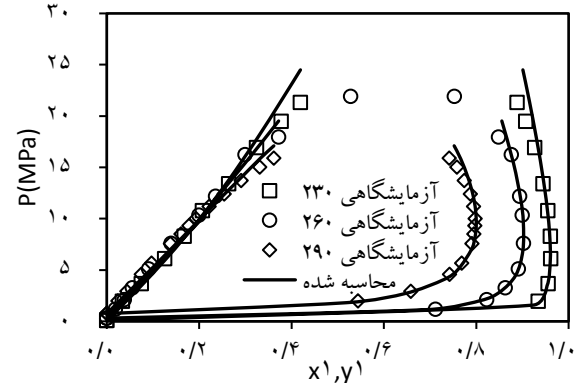 ۳۰
۲۵
۲۰
۱۵
۱۰
۵
۰
P(MPa)
آزمایشگاهی ۲۳۰
آزمایشگاهی ۲۶۰
آزمایشگاهی ۲۹۰
محاسبه شده
۰/۰ ۰/۲ ۰/۴ ۰/۶ ۰/۸ ۱/۰
x۱,y۱